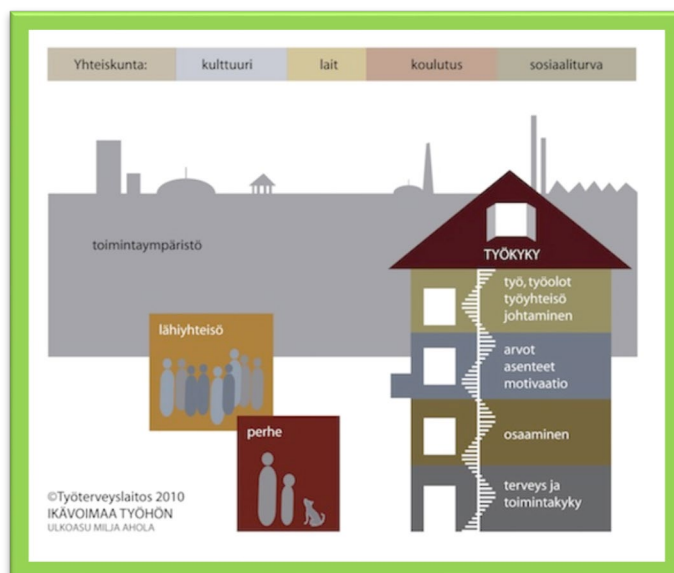 Yhteiskunta: kulttuuri lait koulutus sosiaaliturva
toimintaympäristö
TYÖKYKY
työ, työolot
työyhteisö
johtaminen
lähiyhteisö
arvot
asenteet
motivaatio
perhe
osaaminen
terveys ja
toimintakyky
©Työterveyslaitos 2010
IKÄVOIMAA TYÖHÖN
ULKOASU MILJA AHOLA